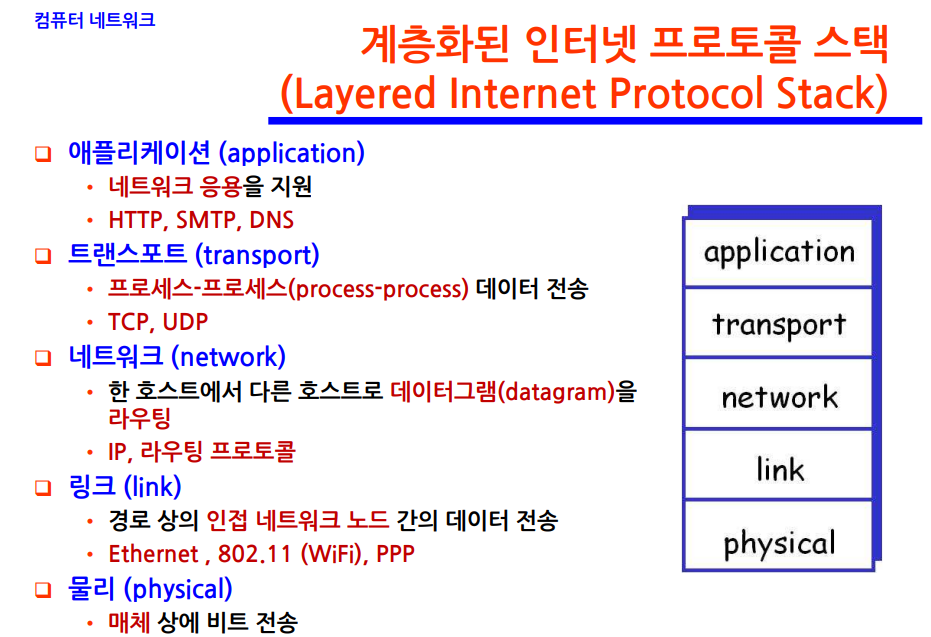 컴퓨터 네트워크
계층화된 인터넷 프로토콜 스택
(Layered Internet Protocol Stack)
❑ 애플리케이션 (application)
• 네트워크 응용을 지원
• HTTP, SMTP, DNS
❑ 트랜스포트 (transport)
• 프로세스-프로세스(process-process) 데이터 전송
• TCP, UDP
❑ 네트워크 (network)
• 한 호스트에서 다른 호스트로 데이터그램(datagram)을
라우팅
• IP, 라우팅 프로토콜
❑ 링크 (link)
• 경로 상의 인접 네트워크 노드 간의 데이터 전송
• Ethernet , 802.11 (WiFi), PPP
❑ 물리 (physical)
• 매체 상에 비트 전송
application
transport
network
link
physical